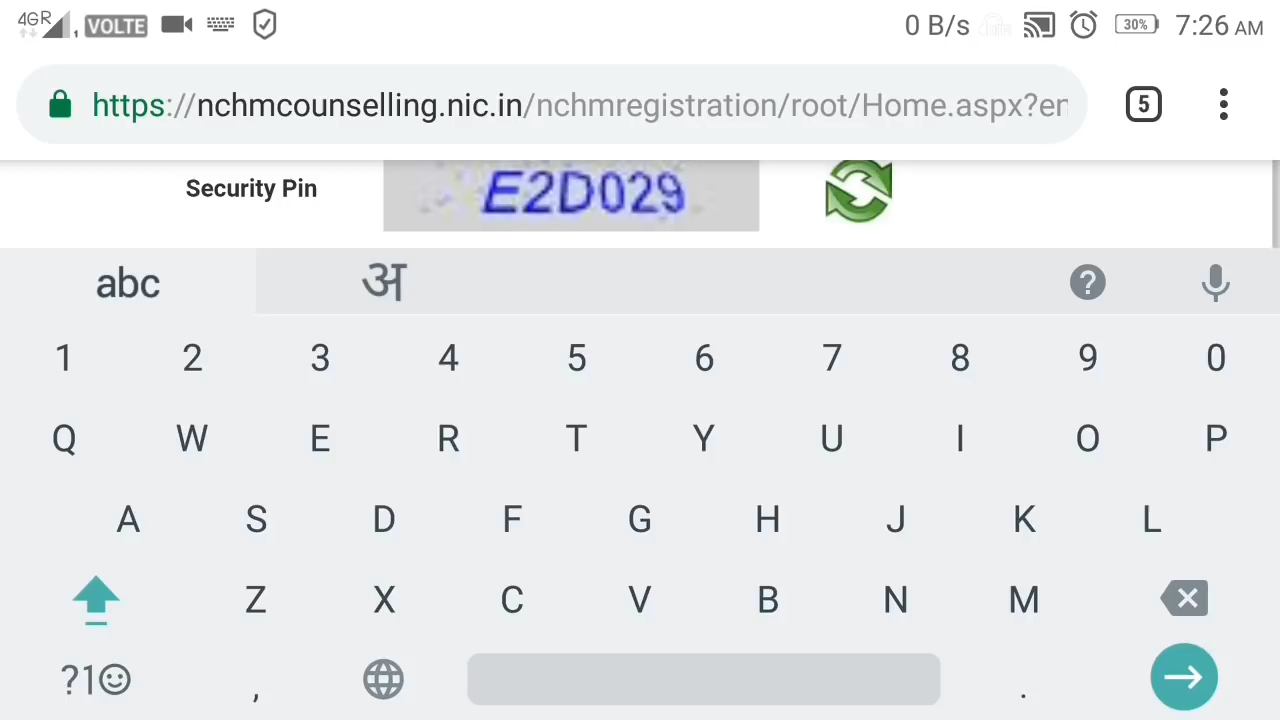 4GR , VOLTE 0 B/s 30% 7:26 AM
https://nchmcounselling.nic.in/nchmregistration/root/Home.aspx?en 5
Security Pin E2D029
abc अ ?
1 2 3 4 5 6 7 8 9 0
Q W E R T Y U I O P
A S D F G H J K L
Z X C V B N M
?1☺ , .